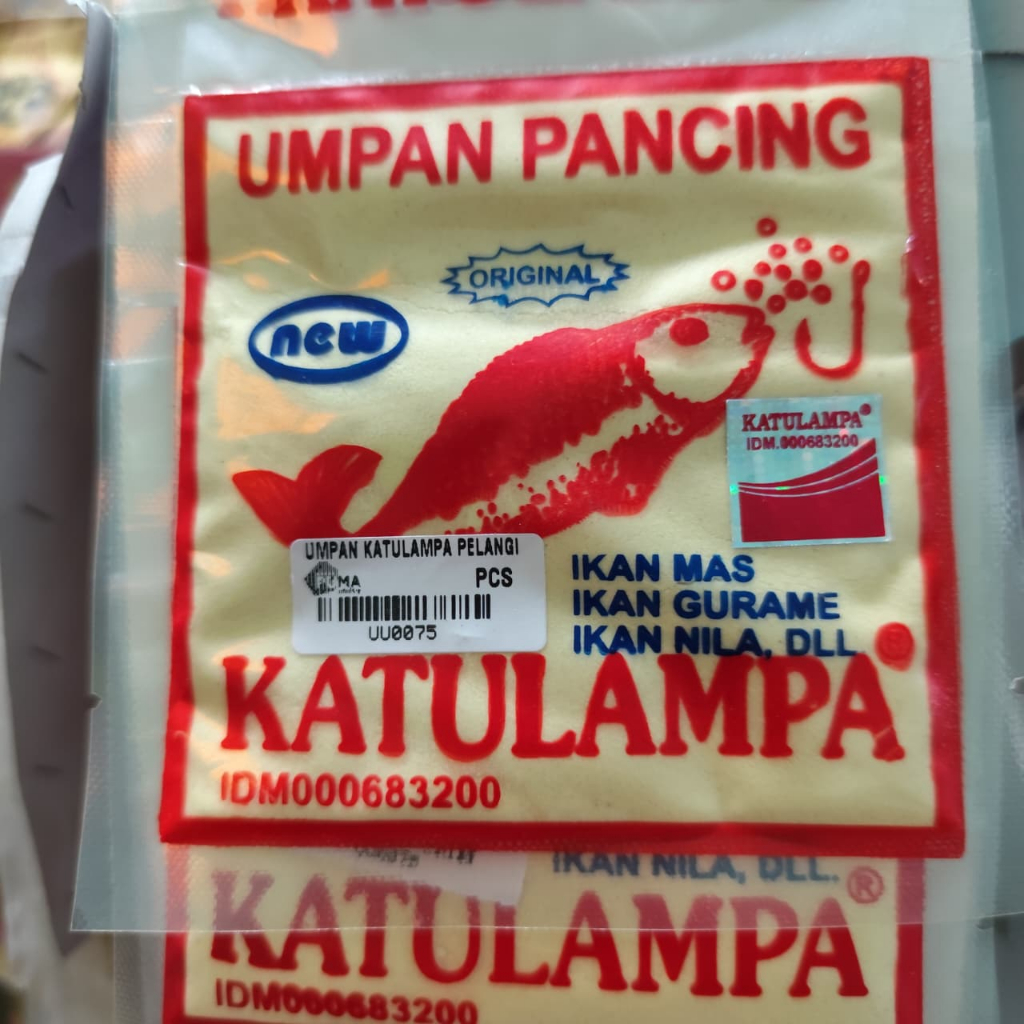 UMPAN PANCING
ORIGINAL
new
KATULAMPA®
IDM.000683200
UMPAN KATULAMPA PELANGI
PCS
UU0075
IKAN MAS
IKAN GURAME
IKAN NILA, DLL.
KATULAMPA®
IDM000683200
IKAN NILA, DLL.
KATULAMPA®
IDM000683200